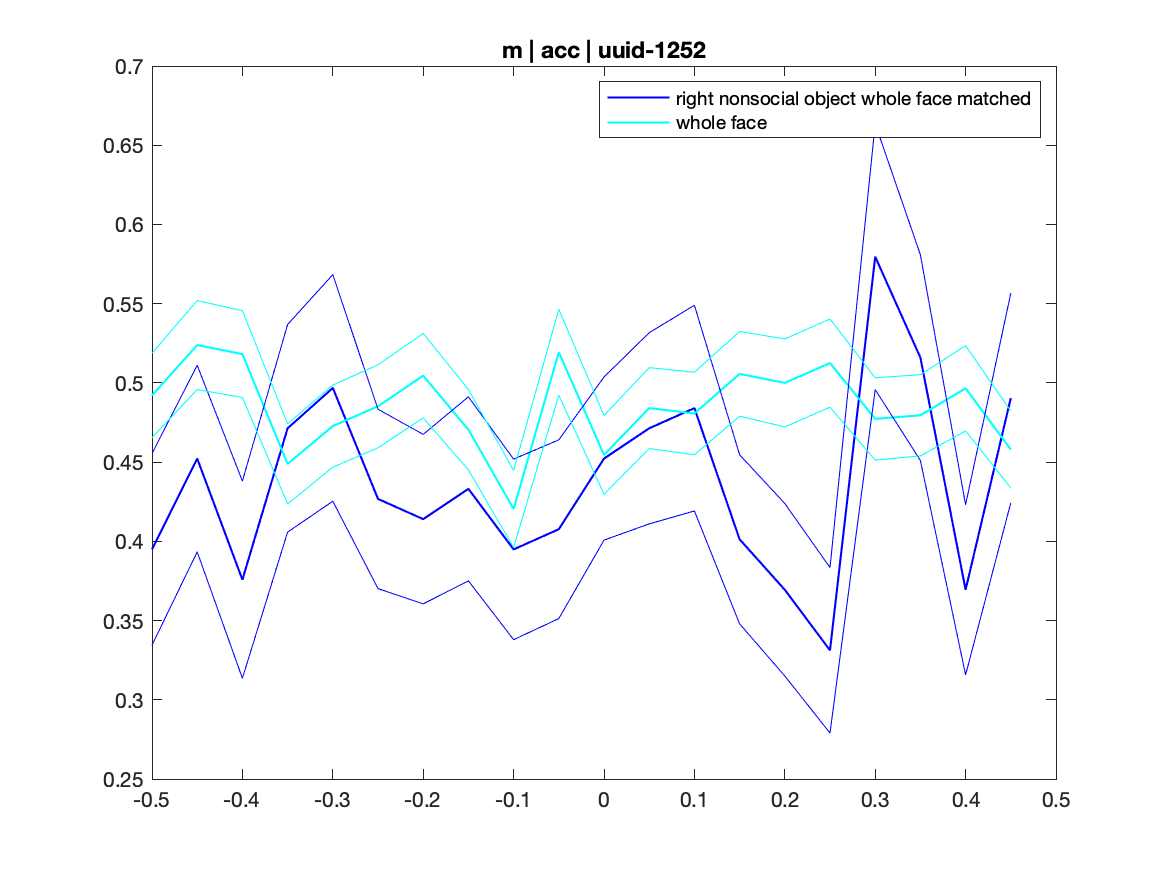 m | acc | uuid-1252
right nonsocial object whole face matched
whole face
0.7
0.65
0.6
0.55
0.5
0.45
0.4
0.35
0.3
0.25
-0.5 -0.4 -0.3 -0.2 -0.1 0 0.1 0.2 0.3 0.4 0.5